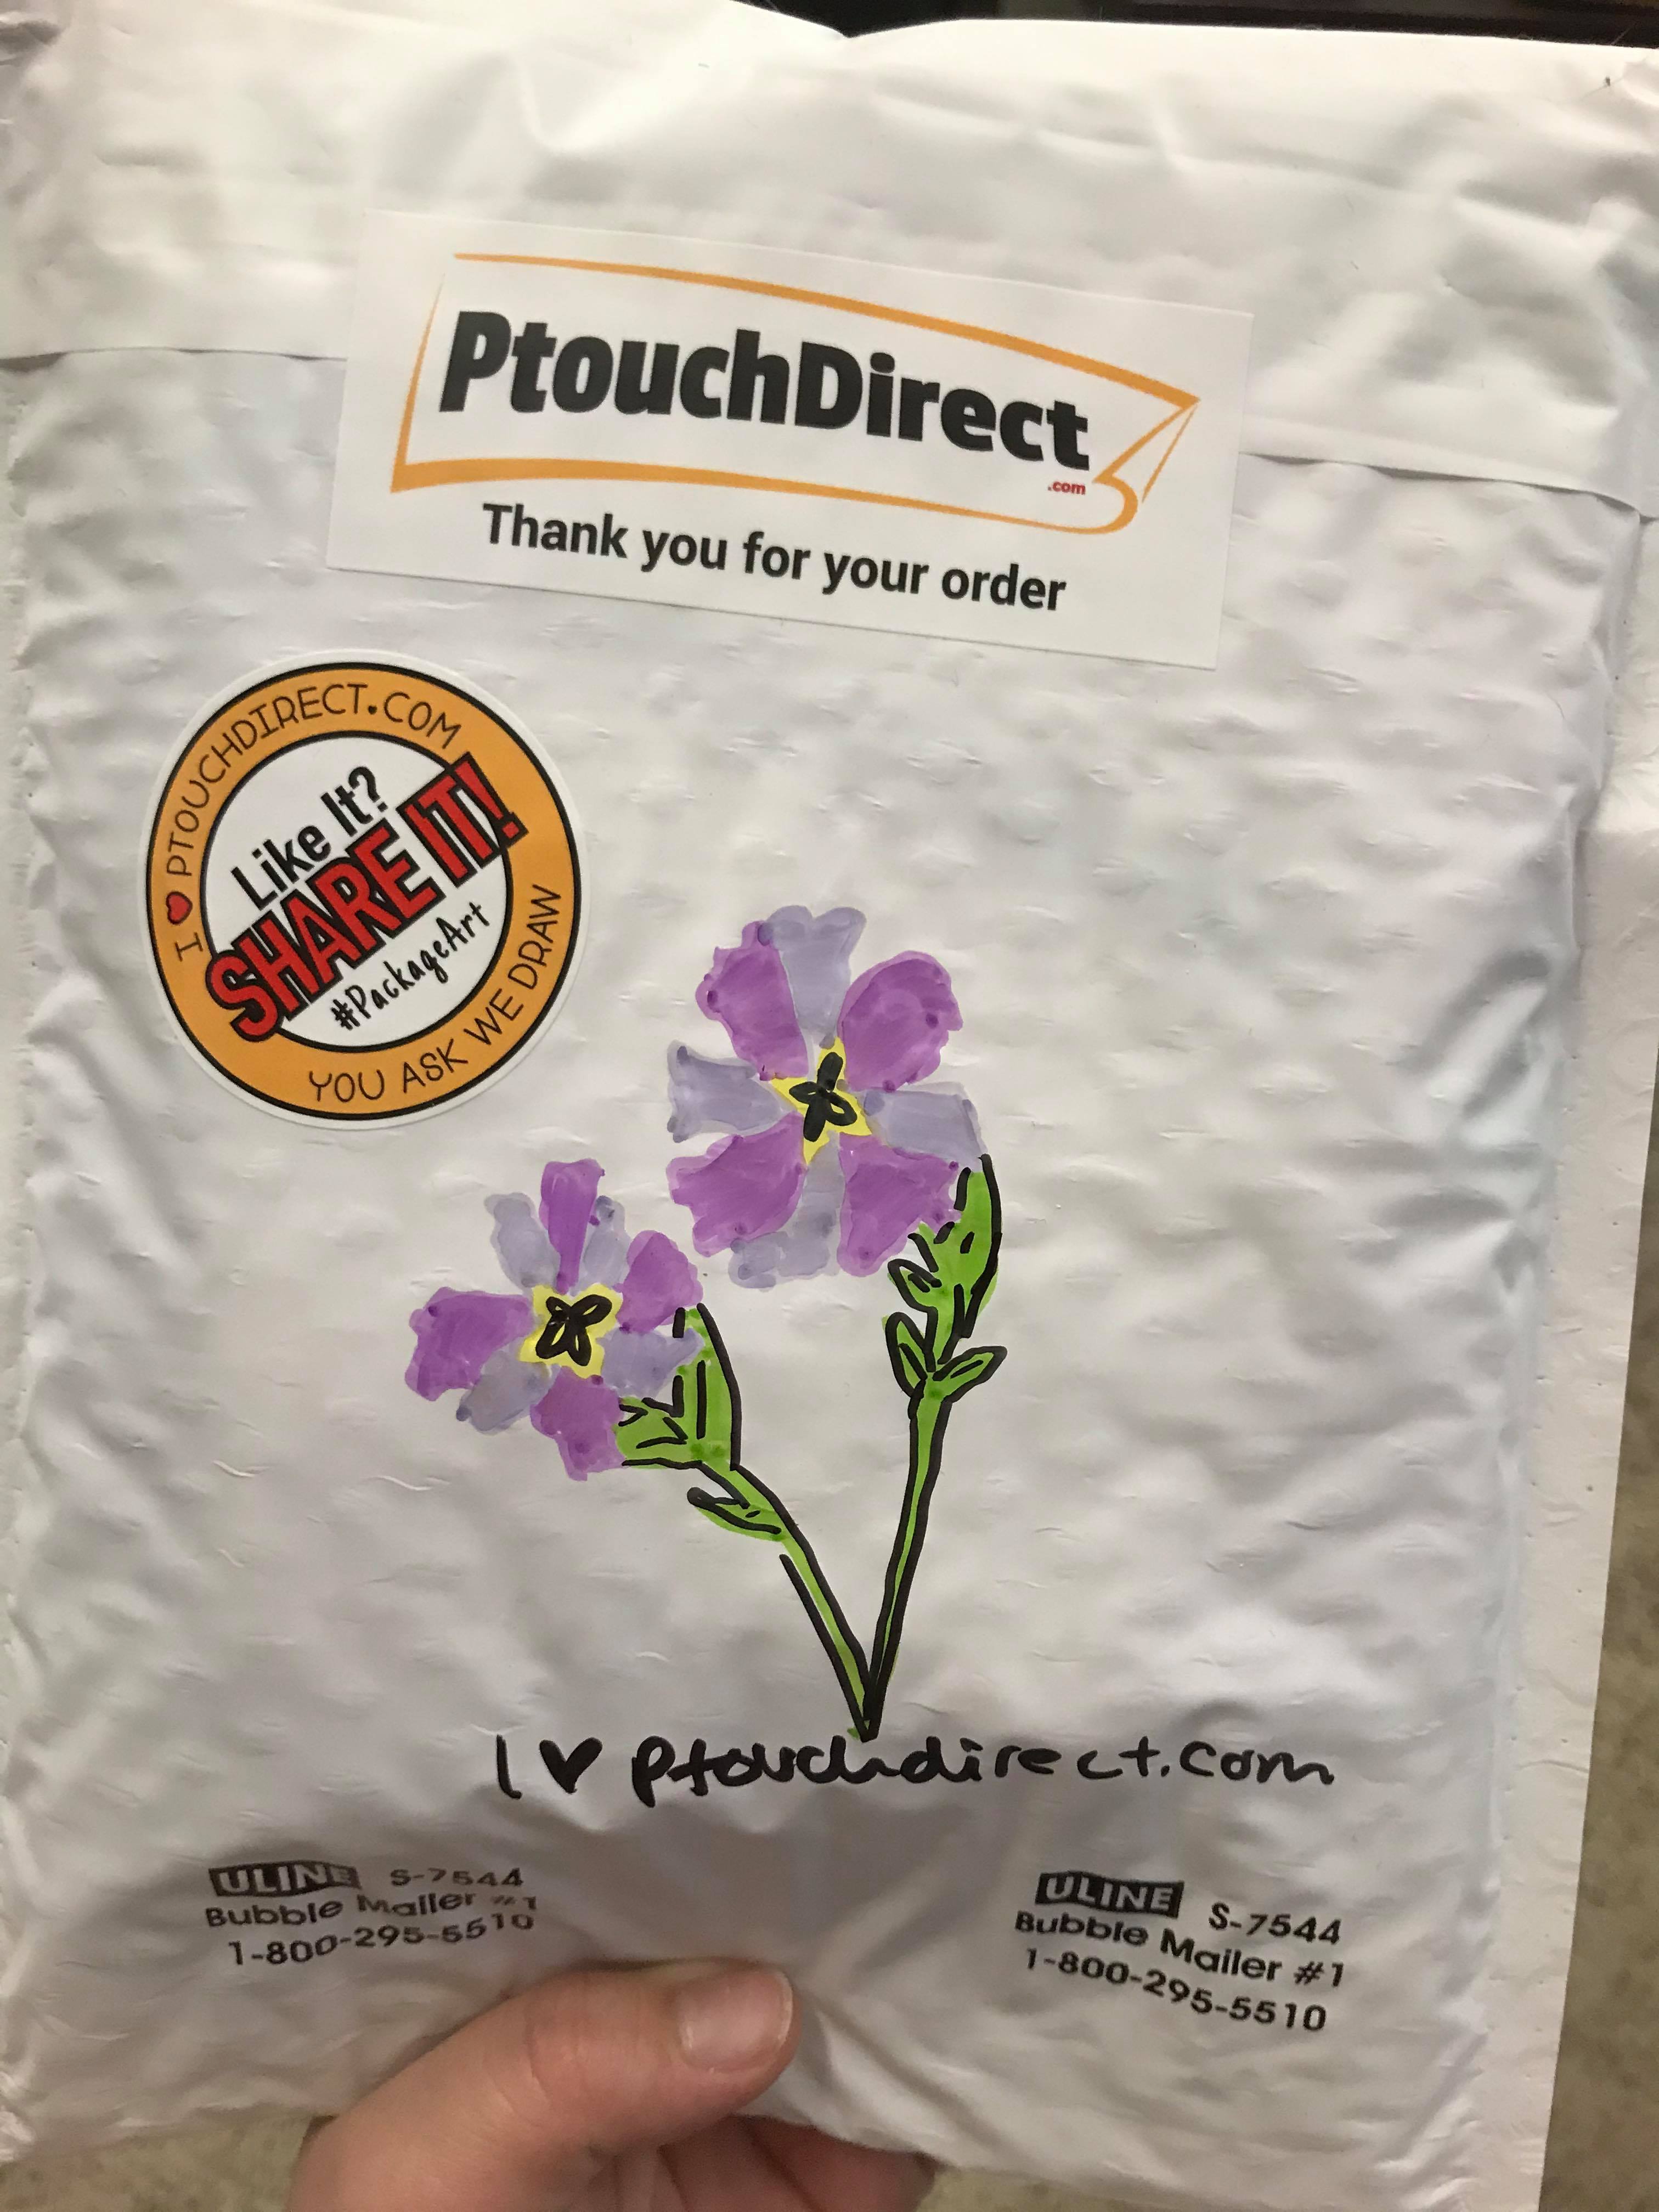 PtouchDirect
.com
Thank you for your order
I ♥ PTOUCHDIRECT.COM
Like It?
SHARE IT!
#PackageArt
YOU ASK WE DRAW
I ♥ ptouchdirect.com
ULINE S-7544
Bubble Mailer #1
1-800-295-5510
ULINE S-7544
Bubble Mailer #1
1-800-295-5510